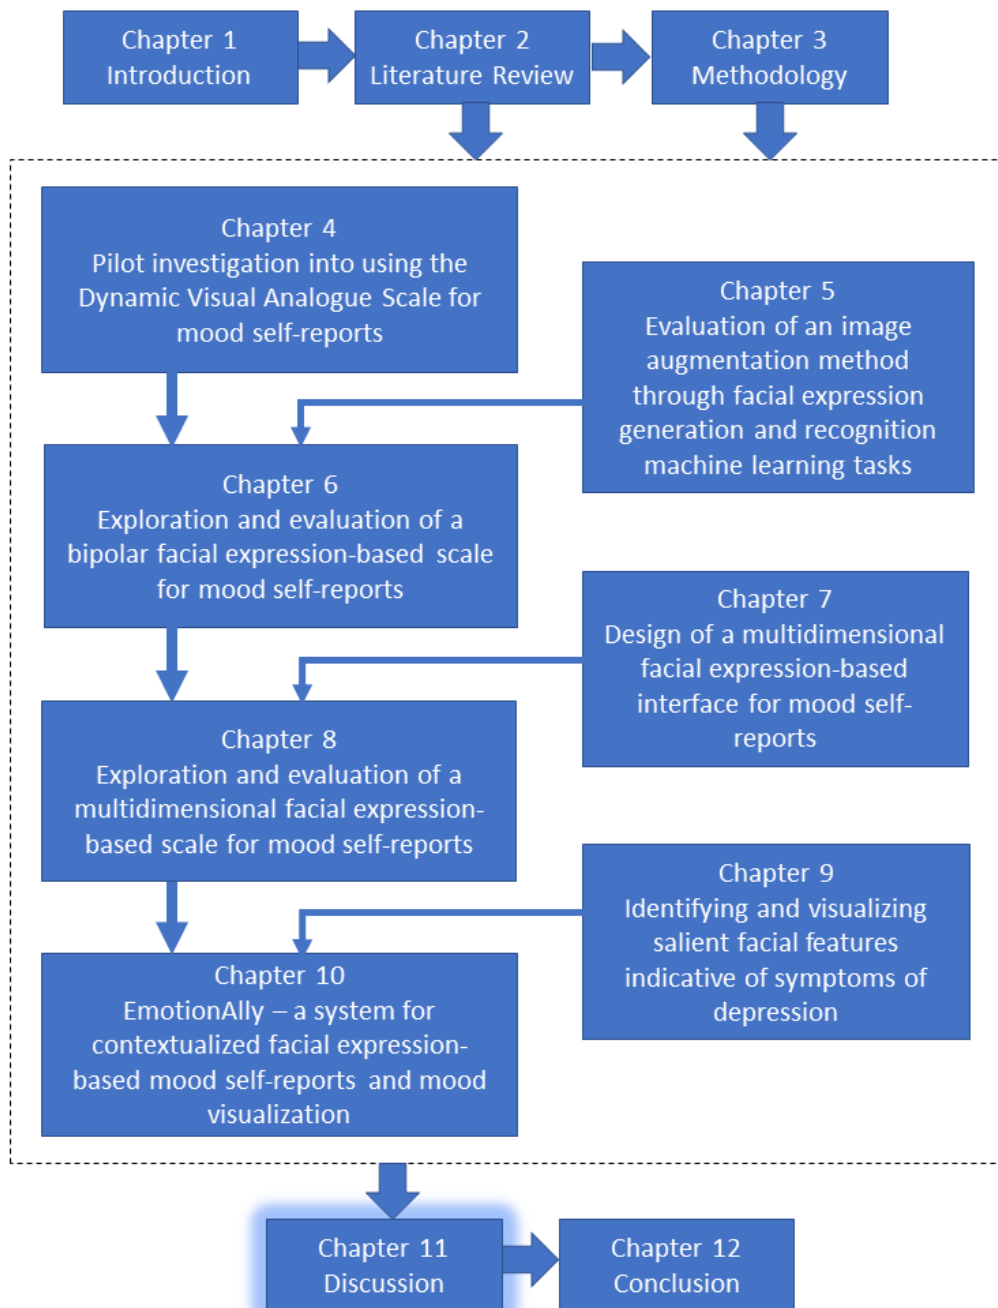 Chapter 1
Introduction
Chapter 2
Literature Review
Chapter 3
Methodology
Chapter 4
Pilot investigation into using the
Dynamic Visual Analogue Scale for
mood self-reports
Chapter 5
Evaluation of an image
augmentation method
through facial expression
generation and recognition
machine learning tasks
Chapter 6
Exploration and evaluation of a
bipolar facial expression-based scale
for mood self-reports
Chapter 7
Design of a multidimensional
facial expression-based
interface for mood self-
reports
Chapter 8
Exploration and evaluation of a
multidimensional facial expression-
based scale for mood self-reports
Chapter 9
Identifying and visualizing
salient facial features
indicative of symptoms of
depression
Chapter 10
EmotionAlly – a system for
contextualized facial expression-
based mood self-reports and mood
visualization
Chapter 11
Discussion
Chapter 12
Conclusion